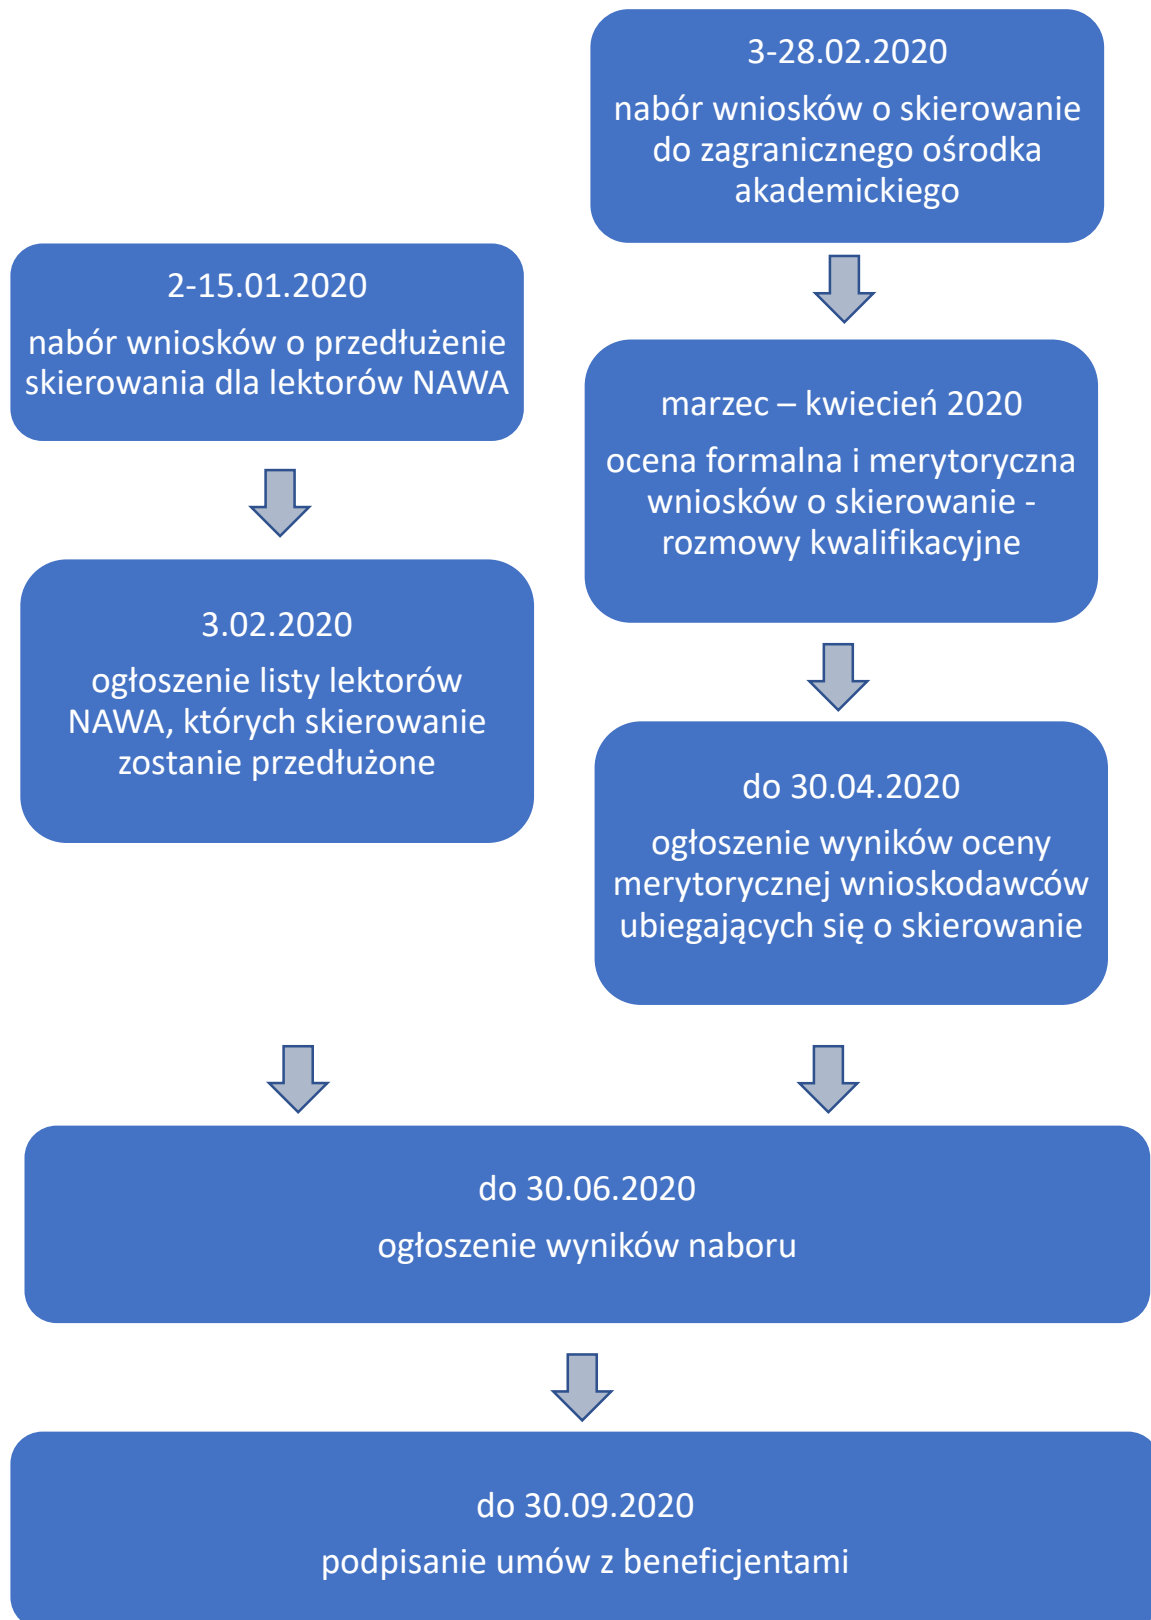 3-28.02.2020
nabór wniosków o skierowanie
do zagranicznego ośrodka
akademickiego
2-15.01.2020
nabór wniosków o przedłużenie
skierowania dla lektorów NAWA
marzec – kwiecień 2020
ocena formalna i merytoryczna
wniosków o skierowanie -
rozmowy kwalifikacyjne
3.02.2020
ogłoszenie listy lektorów
NAWA, których skierowanie
zostanie przedłużone
do 30.04.2020
ogłoszenie wyników oceny
merytorycznej wnioskodawców
ubiegających się o skierowanie
do 30.06.2020
ogłoszenie wyników naboru
do 30.09.2020
podpisanie umów z beneficjentami